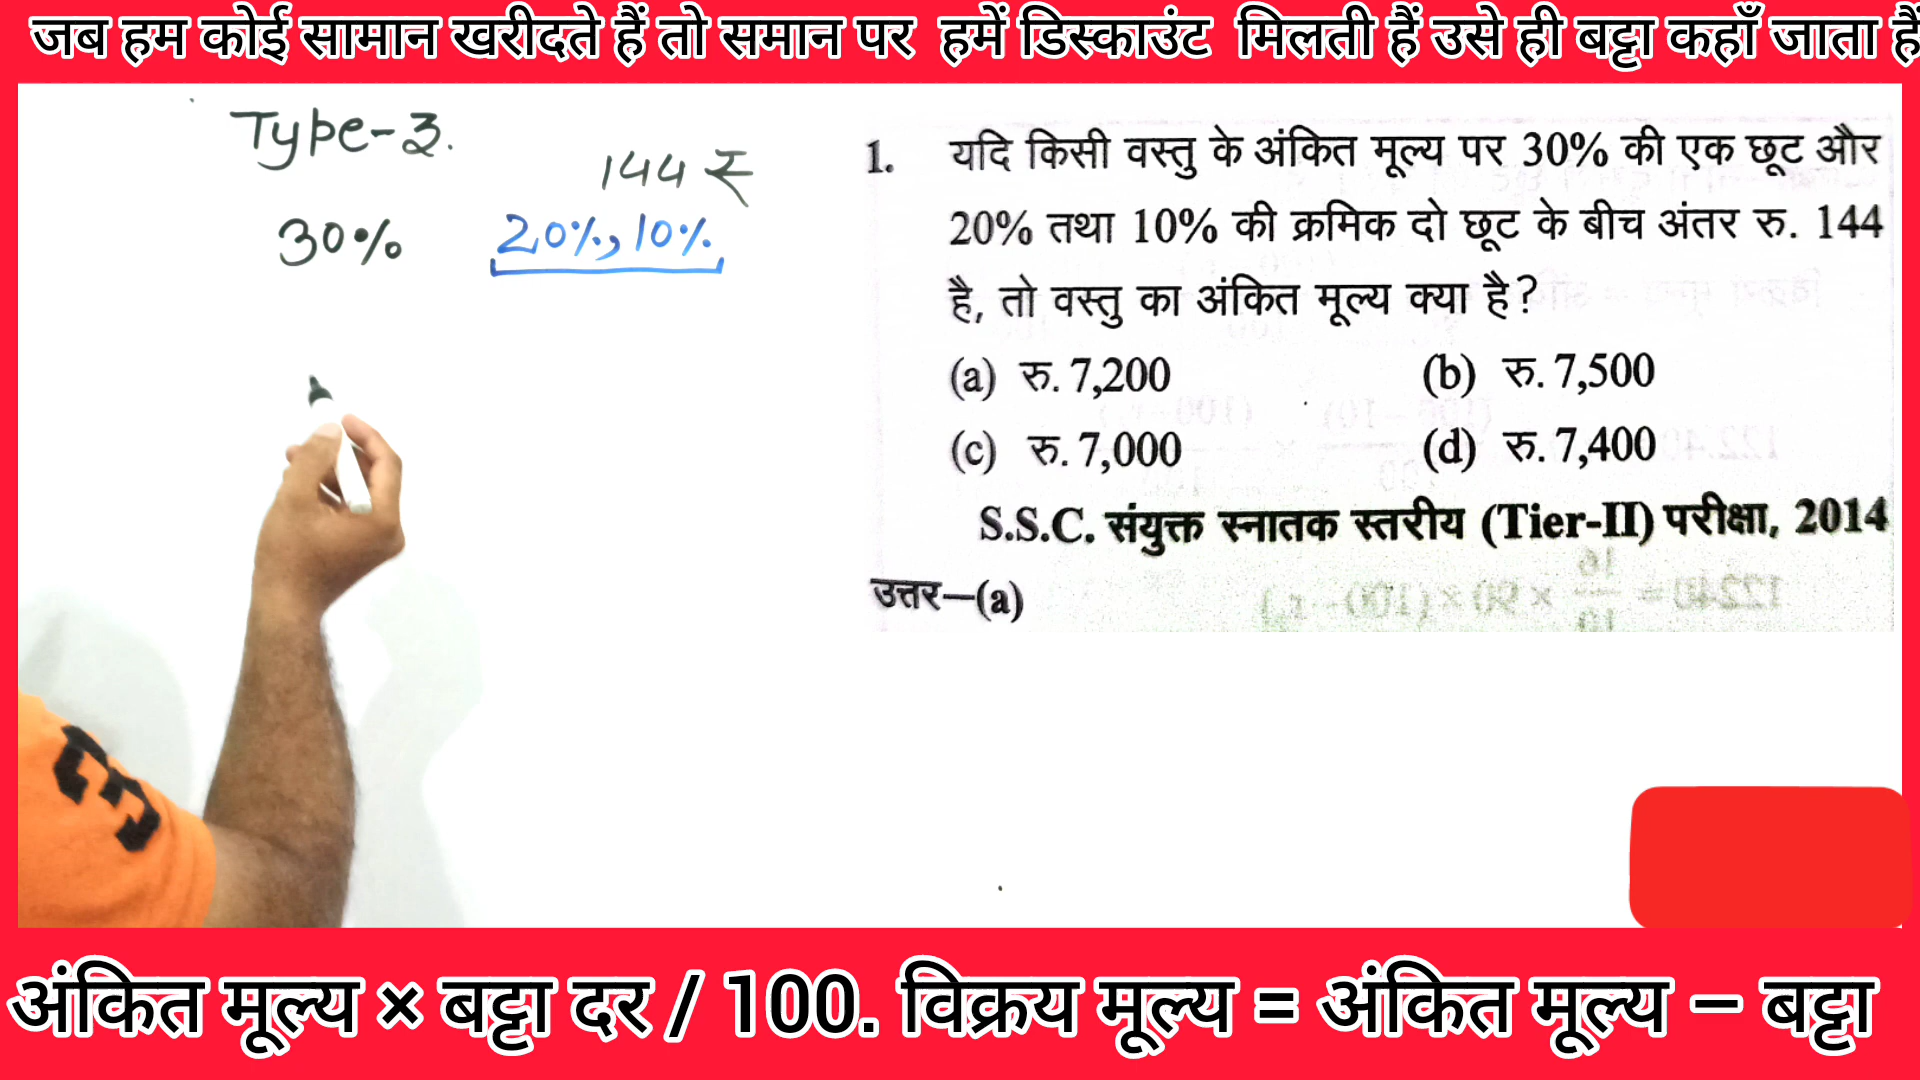 जब हम कोई सामान खरीदते हैं तो समान पर हमें डिस्काउंट मिलती हैं उसे ही बट्टा कहाँ जाता हैं
Type-3.
144 ₹
30% 20%, 10%.
1. यदि किसी वस्तु के अंकित मूल्य पर 30% की एक छूट और
20% तथा 10% की क्रमिक दो छूट के बीच अंतर रु. 144
है, तो वस्तु का अंकित मूल्य क्या है?
(a) रु. 7,200 (b) रु. 7,500
(c) रु. 7,000 (d) रु. 7,400
S.S.C. संयुक्त स्नातक स्तरीय (Tier-II) परीक्षा, 2014
उत्तर—(a)
3
अंकित मूल्य × बट्टा दर / 100. विक्रय मूल्य = अंकित मूल्य − बट्टा